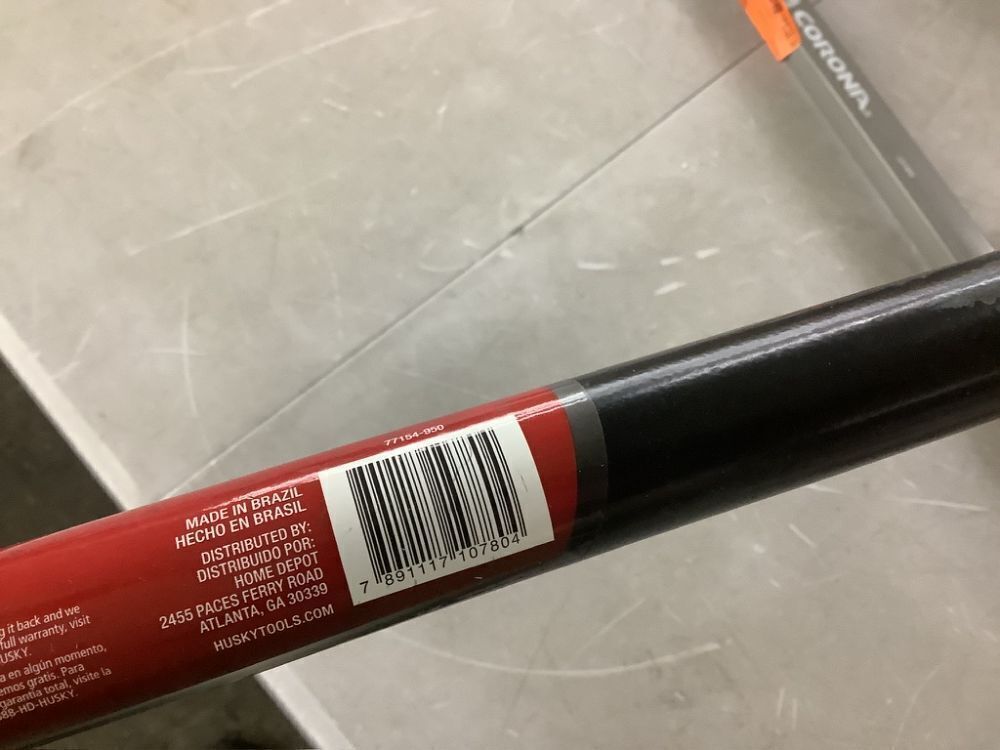 CORONA
77154-950
MADE IN BRAZIL
HECHO EN BRASIL
DISTRIBUTED BY:
DISTRIBUIDO POR:
HOME DEPOT
2455 PACES FERRY ROAD
ATLANTA, GA 30339
HUSKYTOOLS.COM
7 891117 107804
g it back and we
full warranty, visit
USKY.
a en algún momento,
emos gratis. Para
garantía total, visite la
88-HD-HUSKY.